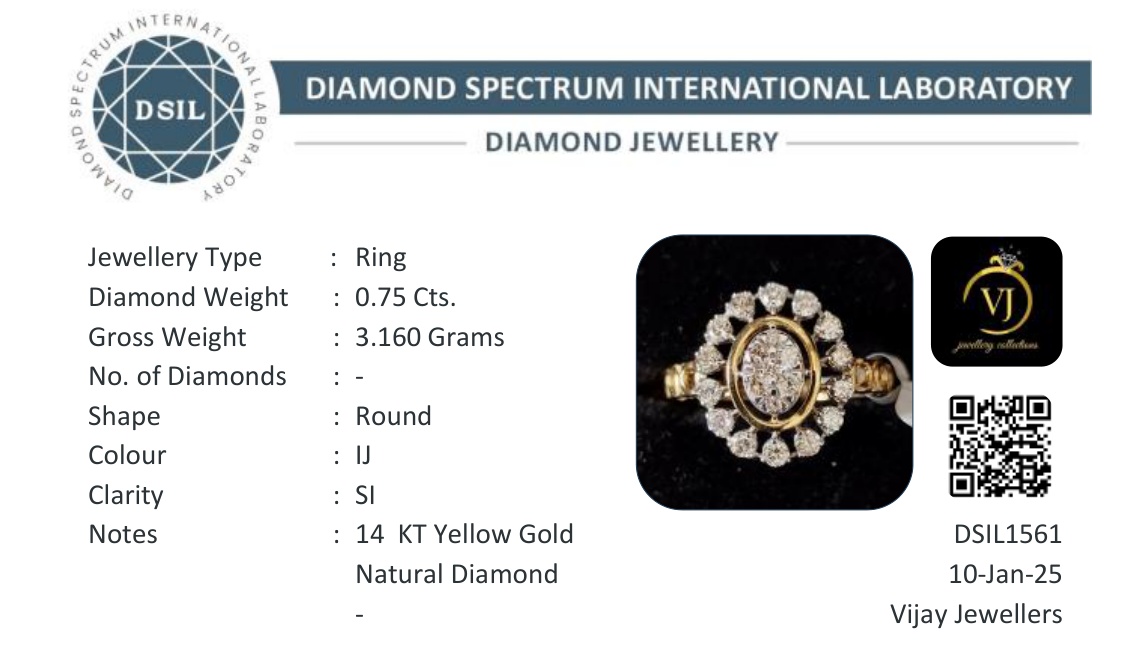 DIAMOND SPECTRUM INTERNATIONAL LABORATORY
DSIL
DIAMOND SPECTRUM INTERNATIONAL LABORATORY
DIAMOND JEWELLERY
Jewellery Type : Ring
Diamond Weight : 0.75 Cts.
Gross Weight : 3.160 Grams
No. of Diamonds : -
Shape : Round
Colour : IJ
Clarity : SI
Notes : 14 KT Yellow Gold
Natural Diamond
-
VJ
jewellery collections
DSIL1561
10-Jan-25
Vijay Jewellers